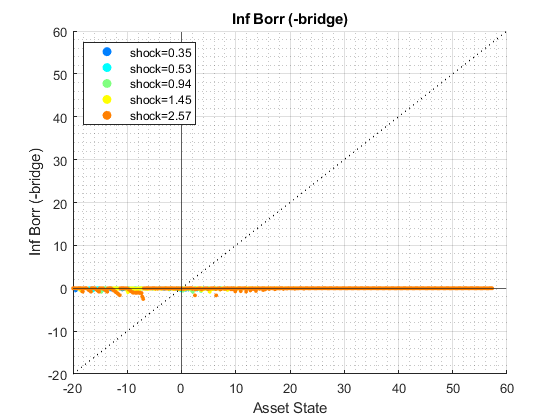 Inf Borr (-bridge)
60
50
40
30
20
10
0
-10
-20
Inf Borr (-bridge)
shock=0.35
shock=0.53
shock=0.94
shock=1.45
shock=2.57
-20 -10 0 10 20 30 40 50 60
Asset State